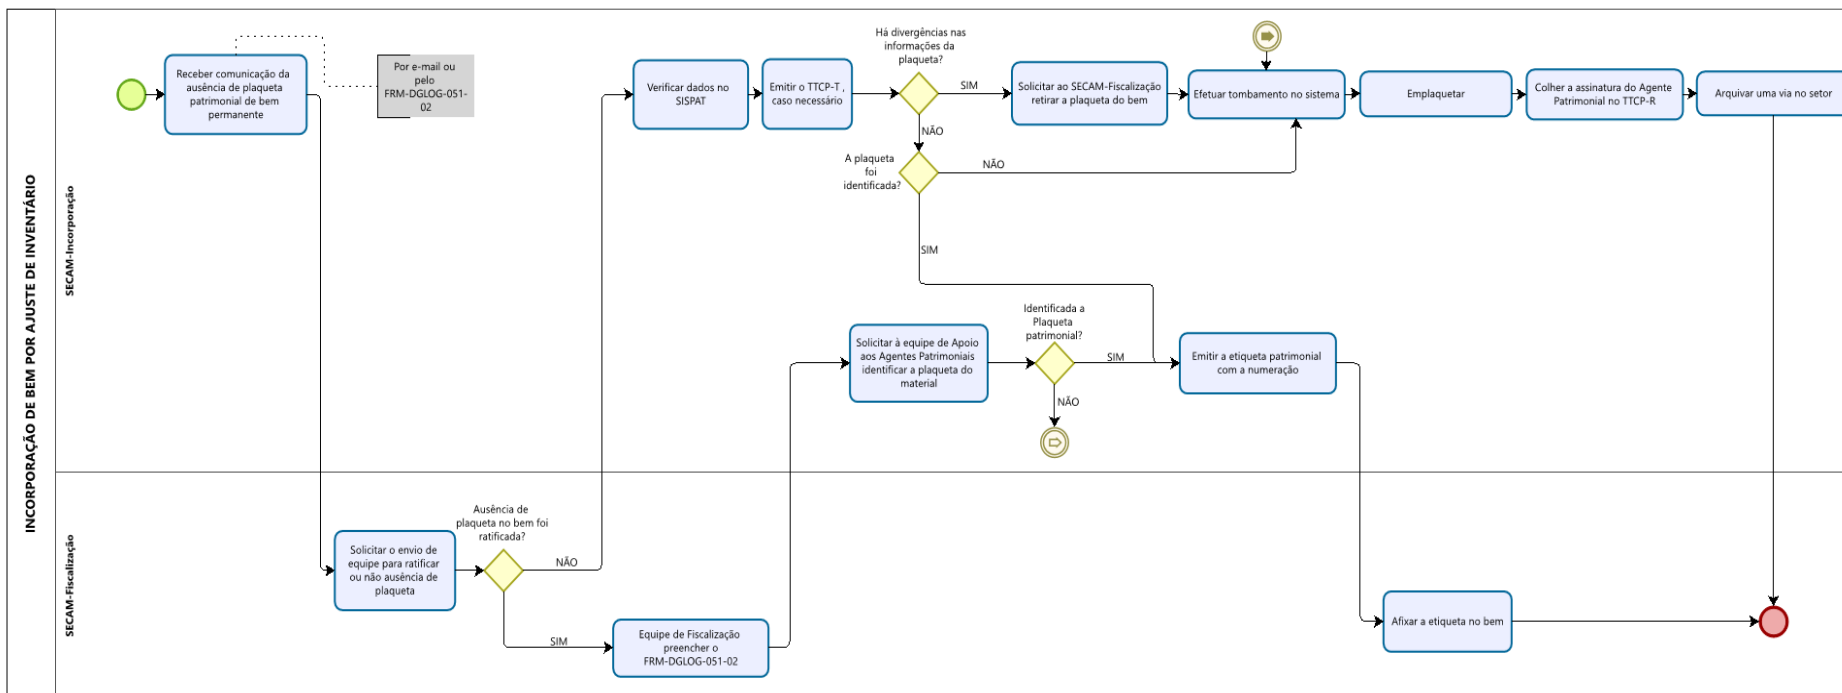 INCORPORAÇÃO DE BEM POR AJUSTE DE INVENTÁRIO
SECAM-Incorporação
Receber comunicação da
ausência de plaqueta
patrimonial de bem
permanente
Por e-mail ou
pelo
FRM-DGLOG-051-
02
Verificar dados no
SISPAT
Emitir o TTCP-T ,
caso necessário
Há divergências nas
informações da
plaqueta?
SIM
NÃO
Solicitar ao SECAM-Fiscalização
retirar a plaqueta do bem
Efetuar tombamento no sistema
Emplaquetar
Colher a assinatura do Agente
Patrimonial no TTCP-R
Arquivar uma via no setor
A plaqueta
foi
identificada?
NÃO
SIM
Solicitar à equipe de Apoio
aos Agentes Patrimoniais
identificar a plaqueta do
material
Identificada a
Plaqueta
patrimonial?
SIM
NÃO
Emitir a etiqueta patrimonial
com a numeração
SECAM-Fiscalização
Solicitar o envio de
equipe para ratificar
ou não ausência de
plaqueta
Ausência de
plaqueta no bem foi
ratificada?
NÃO
SIM
Equipe de Fiscalização
preencher o
FRM-DGLOG-051-02
Afixar a etiqueta no bem